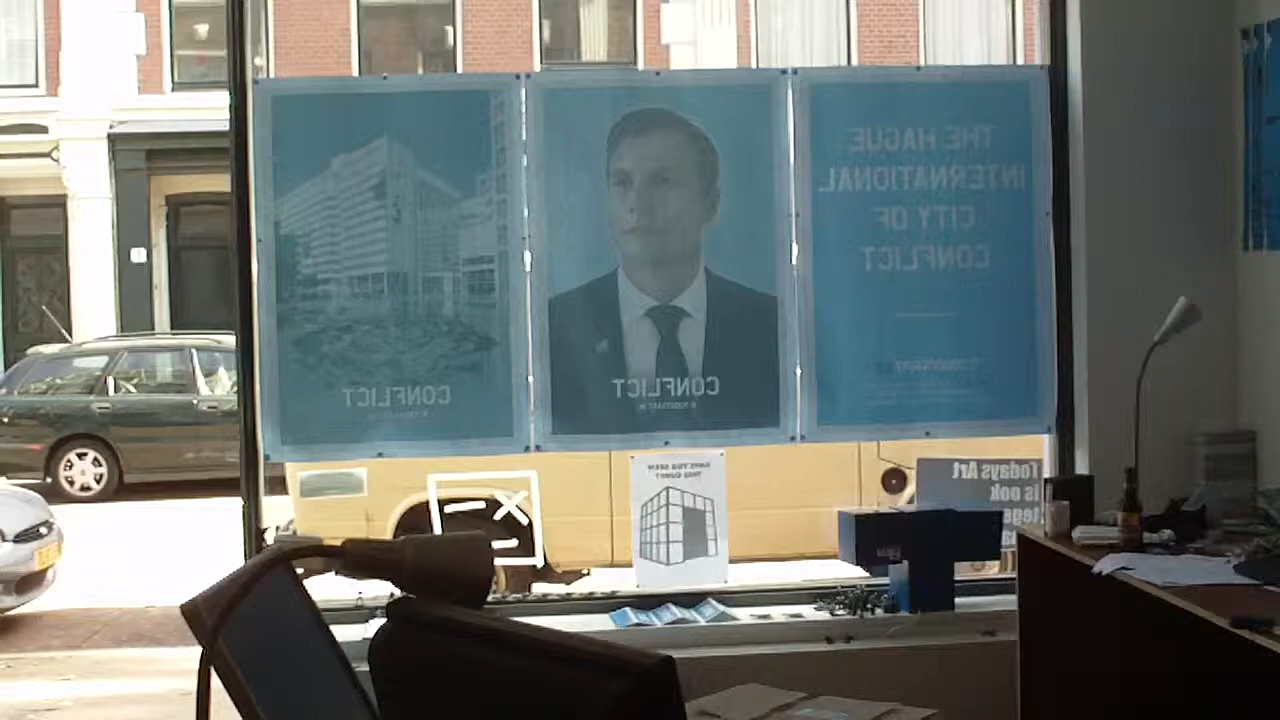 THE HAGUE
INTERNATIONAL
CITY OF
CONFLICT
CONFLICT
CONFLICT
HAVE YOU SEEN
THIS CUBE?
Todays Art
is ook